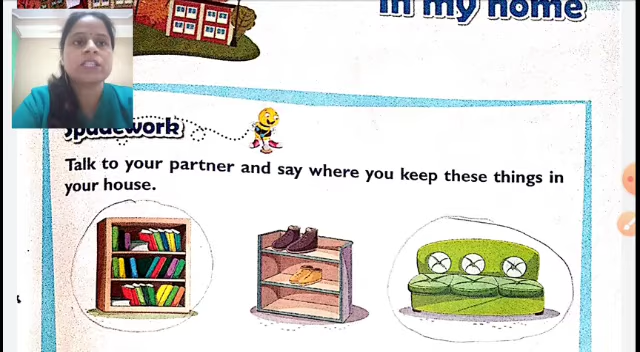 in my home
Spadework
Talk to your partner and say where you keep these things in
your house.